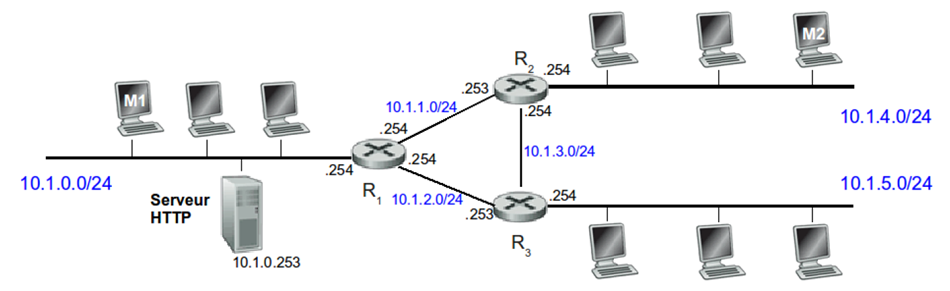 M1
10.1.0.0/24
Serveur
HTTP
10.1.0.253
.254
R1
.254
.254
10.1.1.0/24
10.1.2.0/24
.253
R2
.254
.254
10.1.3.0/24
.253
R3
.254
M2
10.1.4.0/24
10.1.5.0/24